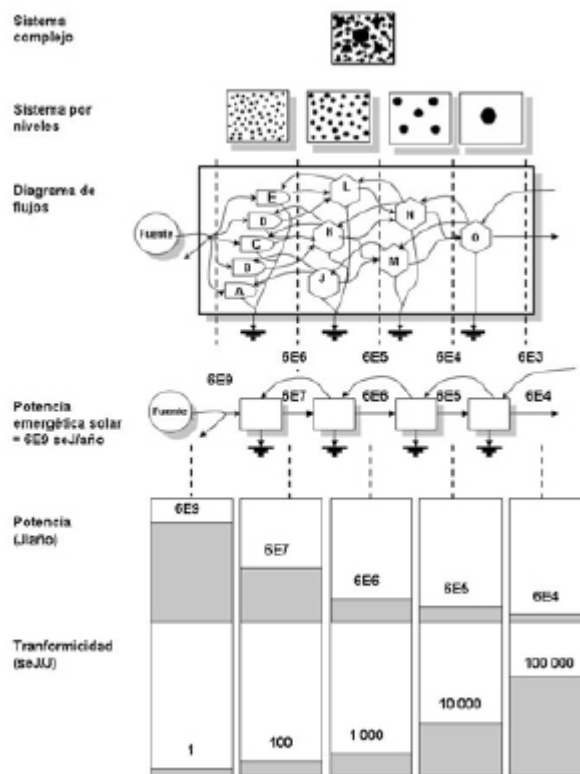 Sistema
complejo
Sistema por
niveles
Diagrama de
flujos
Fuente
E
D
C
A
L
J
M
O
6E6 6E5 6E4 6E3
6E9
6E7 6E6 6E5 6E4
Potencia
emergética solar
= 6E9 seJ/año
Fuente
Potencia
(J/año)
6E9
6E7
6E6
6E5
6E4
Tranformicidad
(seJ/J)
1
100
1 000
10 000
100 000